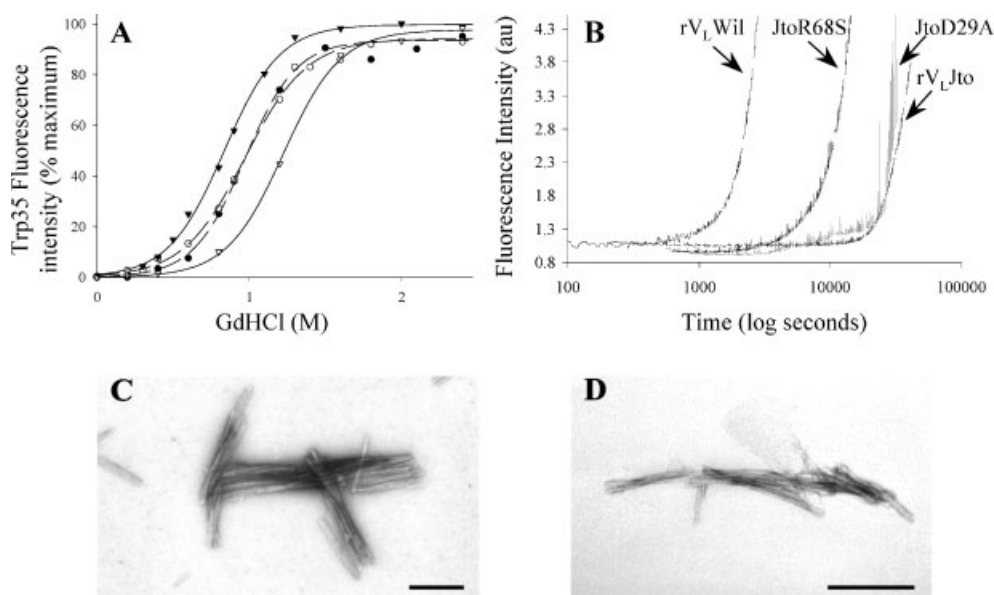 A
Trp35 Fluorescence
intensity (% maximum)
100
80
60
40
20
0
0
1
2
GdHCl (M)
B
rVLWil
JtoR68S
JtoD29A
rVLJto
Fluorescence Intensity (au)
4.3
3.8
3.3
2.8
2.3
1.8
1.3
0.8
100
1000
10000
100000
Time (log seconds)
C
D